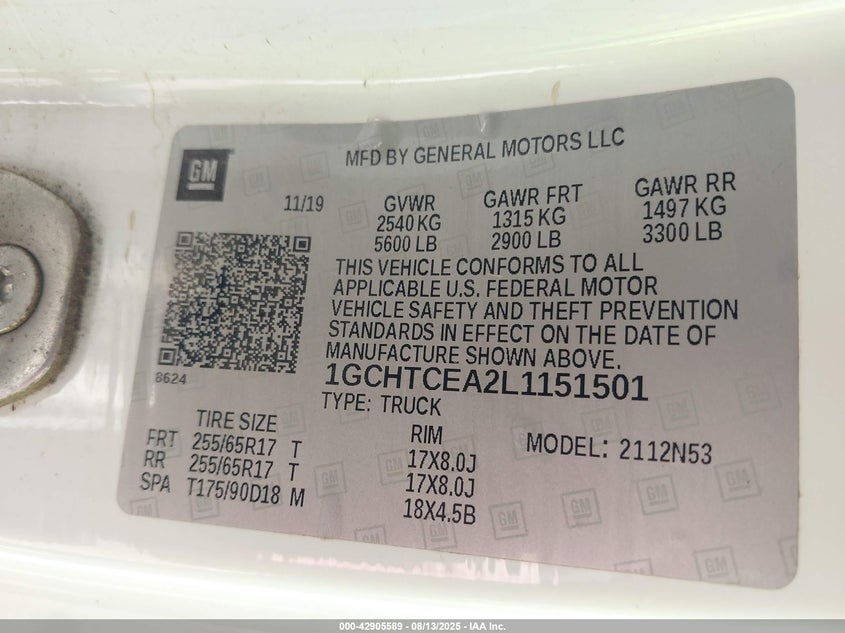 GM
MFD BY GENERAL MOTORS LLC
11/19
GVWR
2540 KG
5600 LB
GAWR FRT
1315 KG
2900 LB
GAWR RR
1497 KG
3300 LB
THIS VEHICLE CONFORMS TO ALL
APPLICABLE U.S. FEDERAL MOTOR
VEHICLE SAFETY AND THEFT PREVENTION
STANDARDS IN EFFECT ON THE DATE OF
MANUFACTURE SHOWN ABOVE.
8624
1GCHTCEA2L1151501
TYPE: TRUCK
MODEL: 2112N53
TIRE SIZE
RIM
FRT 255/65R17 T 17X8.0J
RR 255/65R17 T 17X8.0J
SPA T175/90D18 M 18X4.5B
000-42905589 - 08/13/2025 - IAA Inc.